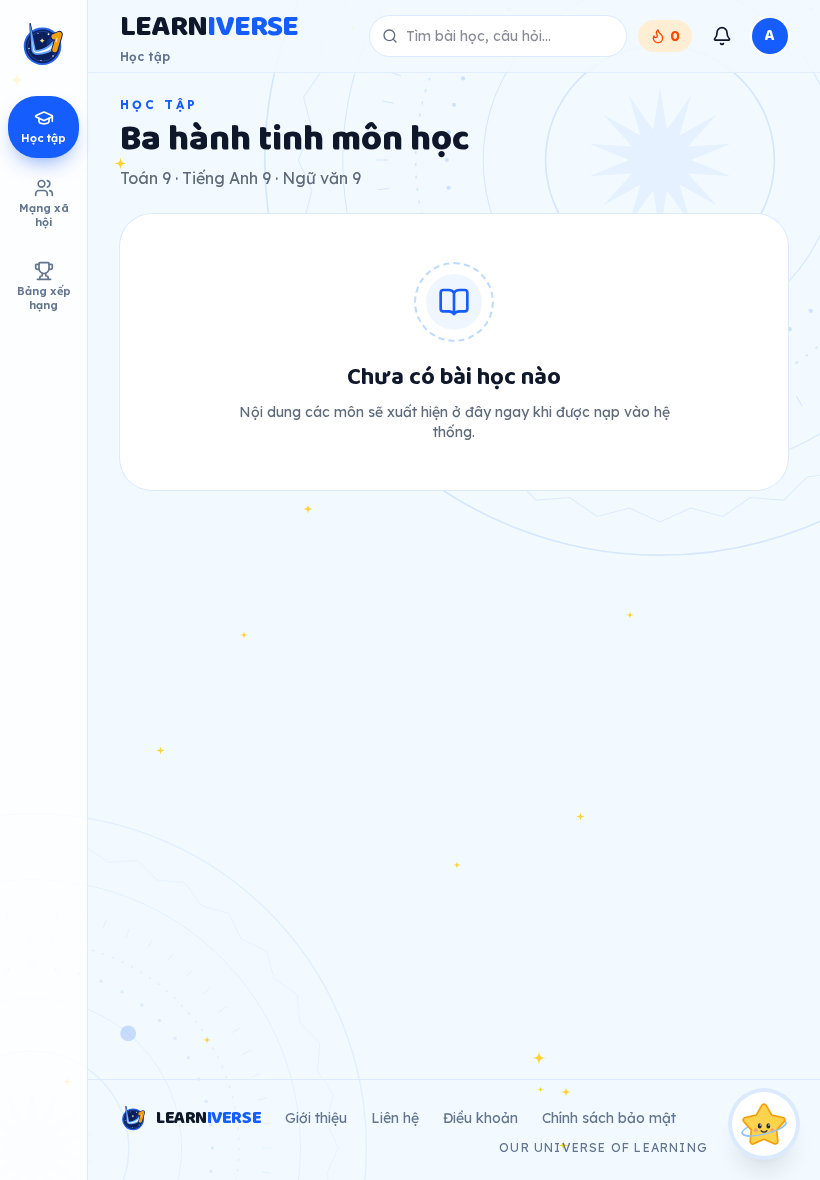 LEARNIVERSE
Học tập
Tìm bài học, câu hỏi...
0
A
Học tập
Mạng xã
hội
Bảng xếp
hạng
HỌC TẬP
Ba hành tinh môn học
Toán 9 · Tiếng Anh 9 · Ngữ văn 9
Chưa có bài học nào
Nội dung các môn sẽ xuất hiện ở đây ngay khi được nạp vào hệ
thống.
LEARNIVERSE
Giới thiệu
Liên hệ
Điều khoản
Chính sách bảo mật
OUR UNIVERSE OF LEARNING